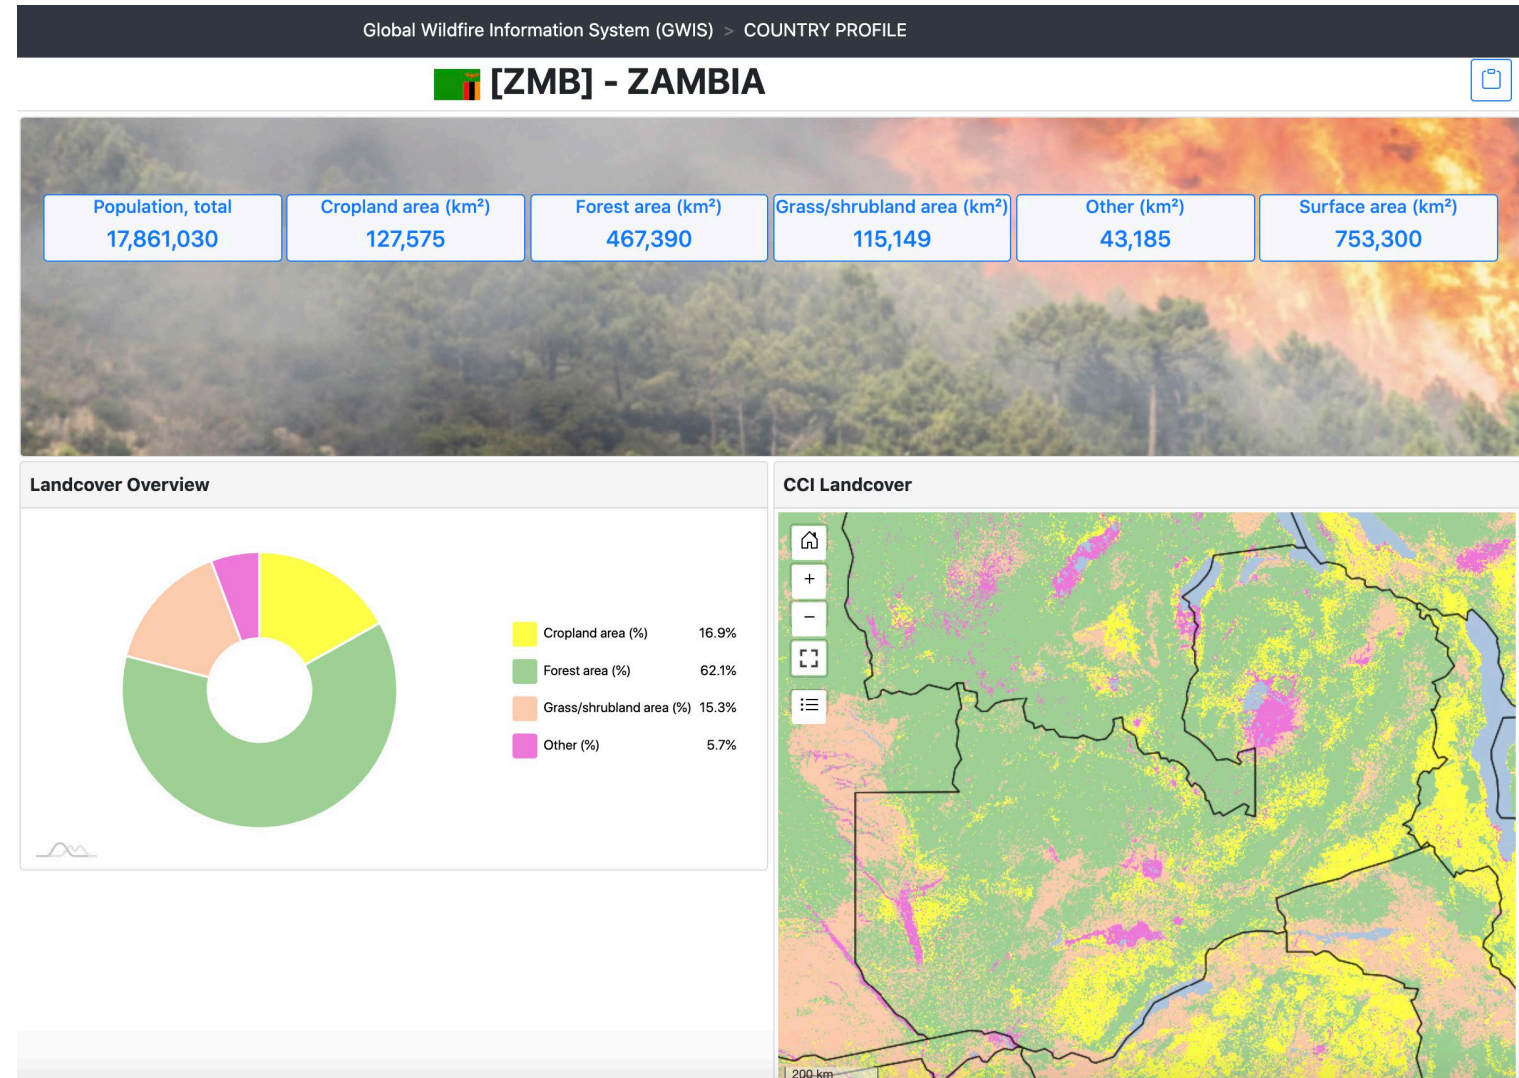 Global Wildfire Information System (GWIS) > COUNTRY PROFILE
[ZMB] - ZAMBIA
Population, total
17,861,030
Cropland area (km²)
127,575
Forest area (km²)
467,390
Grass/shrubland area (km²)
115,149
Other (km²)
43,185
Surface area (km²)
753,300
Landcover Overview
Cropland area (%) 16.9%
Forest area (%) 62.1%
Grass/shrubland area (%) 15.3%
Other (%) 5.7%
CCI Landcover
+
−
200 km